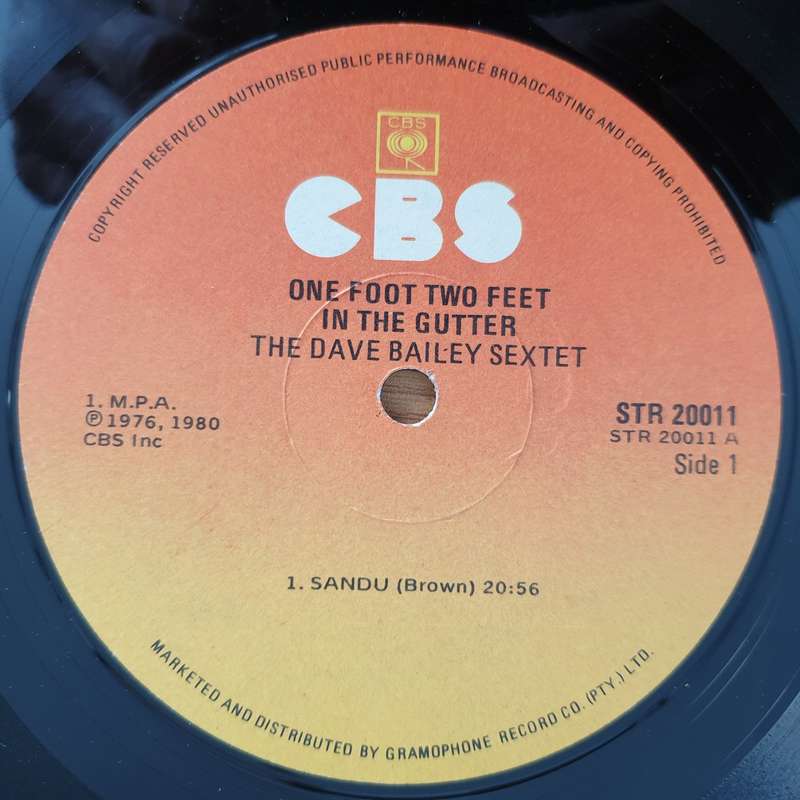 COPYRIGHT RESERVED UNAUTHORISED PUBLIC PERFORMANCE BROADCASTING AND COPYING PROHIBITED
CBS
CBS
ONE FOOT TWO FEET
IN THE GUTTER
THE DAVE BAILEY SEXTET
1. M.P.A.
℗ 1976, 1980
CBS Inc
STR 20011
STR 20011 A
Side 1
1. SANDU (Brown) 20:56
MARKETED AND DISTRIBUTED BY GRAMOPHONE RECORD CO. (PTY.) LTD.